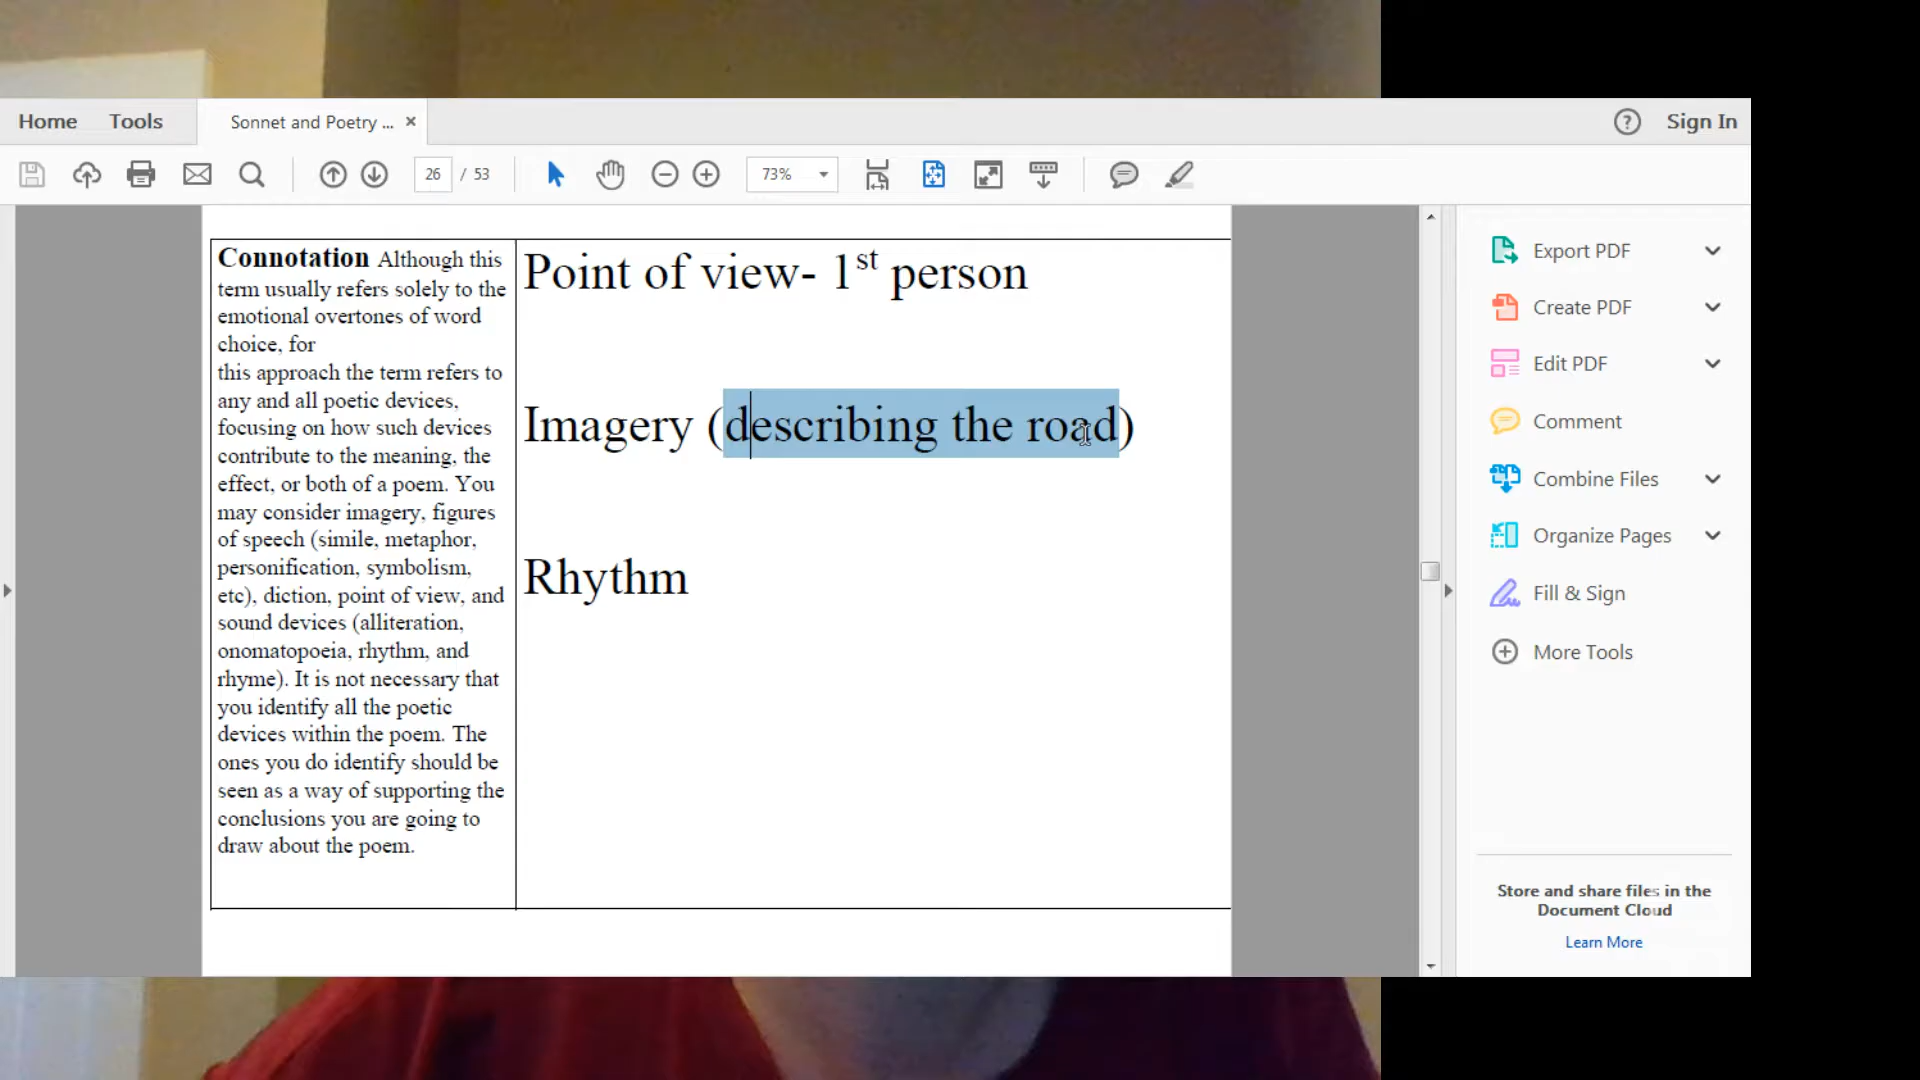 Home Tools Sonnet and Poetry ... × Sign In
26 / 53 73%
Connotation Although this
term usually refers solely to the
emotional overtones of word
choice, for
this approach the term refers to
any and all poetic devices,
focusing on how such devices
contribute to the meaning, the
effect, or both of a poem. You
may consider imagery, figures
of speech (simile, metaphor,
personification, symbolism,
etc), diction, point of view, and
sound devices (alliteration,
onomatopoeia, rhythm, and
rhyme). It is not necessary that
you identify all the poetic
devices within the poem. The
ones you do identify should be
seen as a way of supporting the
conclusions you are going to
draw about the poem.
Point of view- 1st person
Imagery (describing the road)
Rhythm
Export PDF
Create PDF
Edit PDF
Comment
Combine Files
Organize Pages
Fill & Sign
More Tools
Store and share files in the
Document Cloud
Learn More